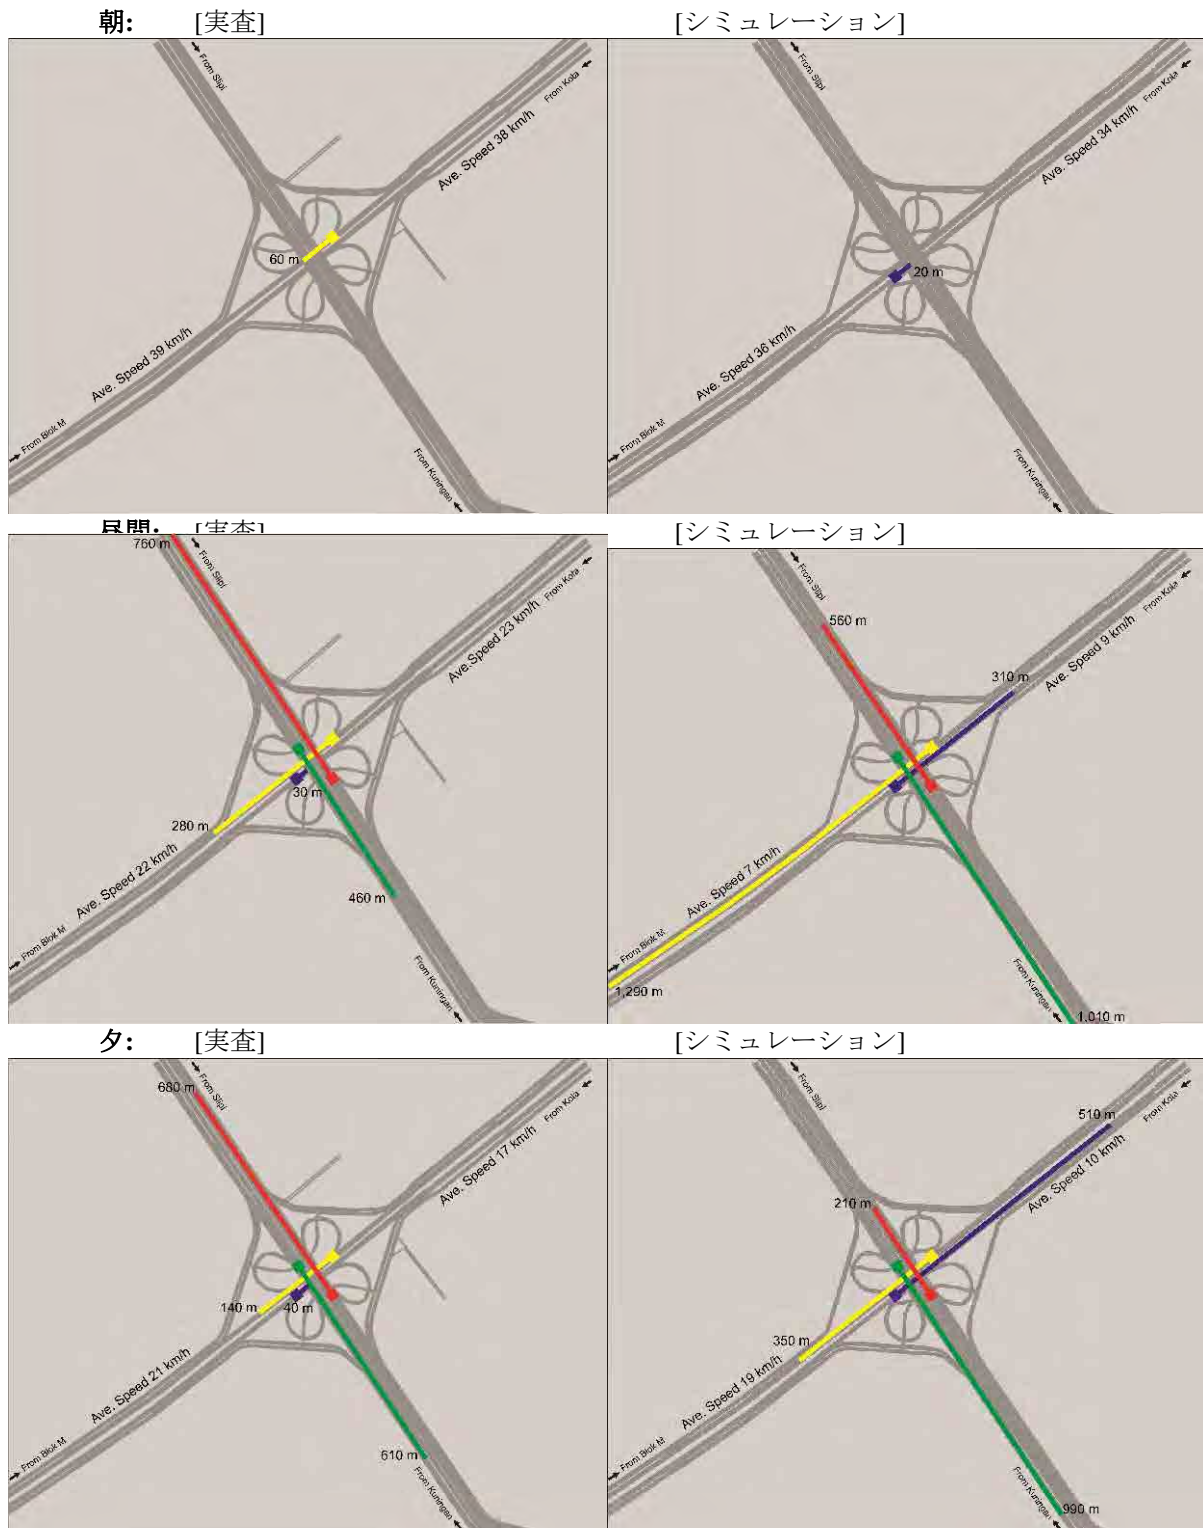 朝: [実査] [シミュレーション]
From Slipi
From Kota
Ave. Speed 38 km/h
60 m
Ave. Speed 39 km/h
From Blok M
From Kuningan
From Slipi
From Kota
Ave. Speed 34 km/h
20 m
Ave. Speed 36 km/h
From Blok M
From Kuningan
昼間: [実査] [シミュレーション]
760 m
From Slipi
From Kota
Ave. Speed 23 km/h
30 m
280 m
Ave. Speed 22 km/h
460 m
From Blok M
From Kuningan
From Slipi
From Kota
560 m
Ave. Speed 9 km/h
310 m
Ave. Speed 7 km/h
From Blok M
1,290 m
From Kuningan
1,010 m
夕: [実査] [シミュレーション]
680 m
From Slipi
From Kota
Ave. Speed 17 km/h
140 m
40 m
Ave. Speed 21 km/h
610 m
From Blok M
From Kuningan
From Slipi
From Kota
510 m
Ave. Speed 10 km/h
210 m
350 m
Ave. Speed 19 km/h
From Blok M
From Kuningan
990 m